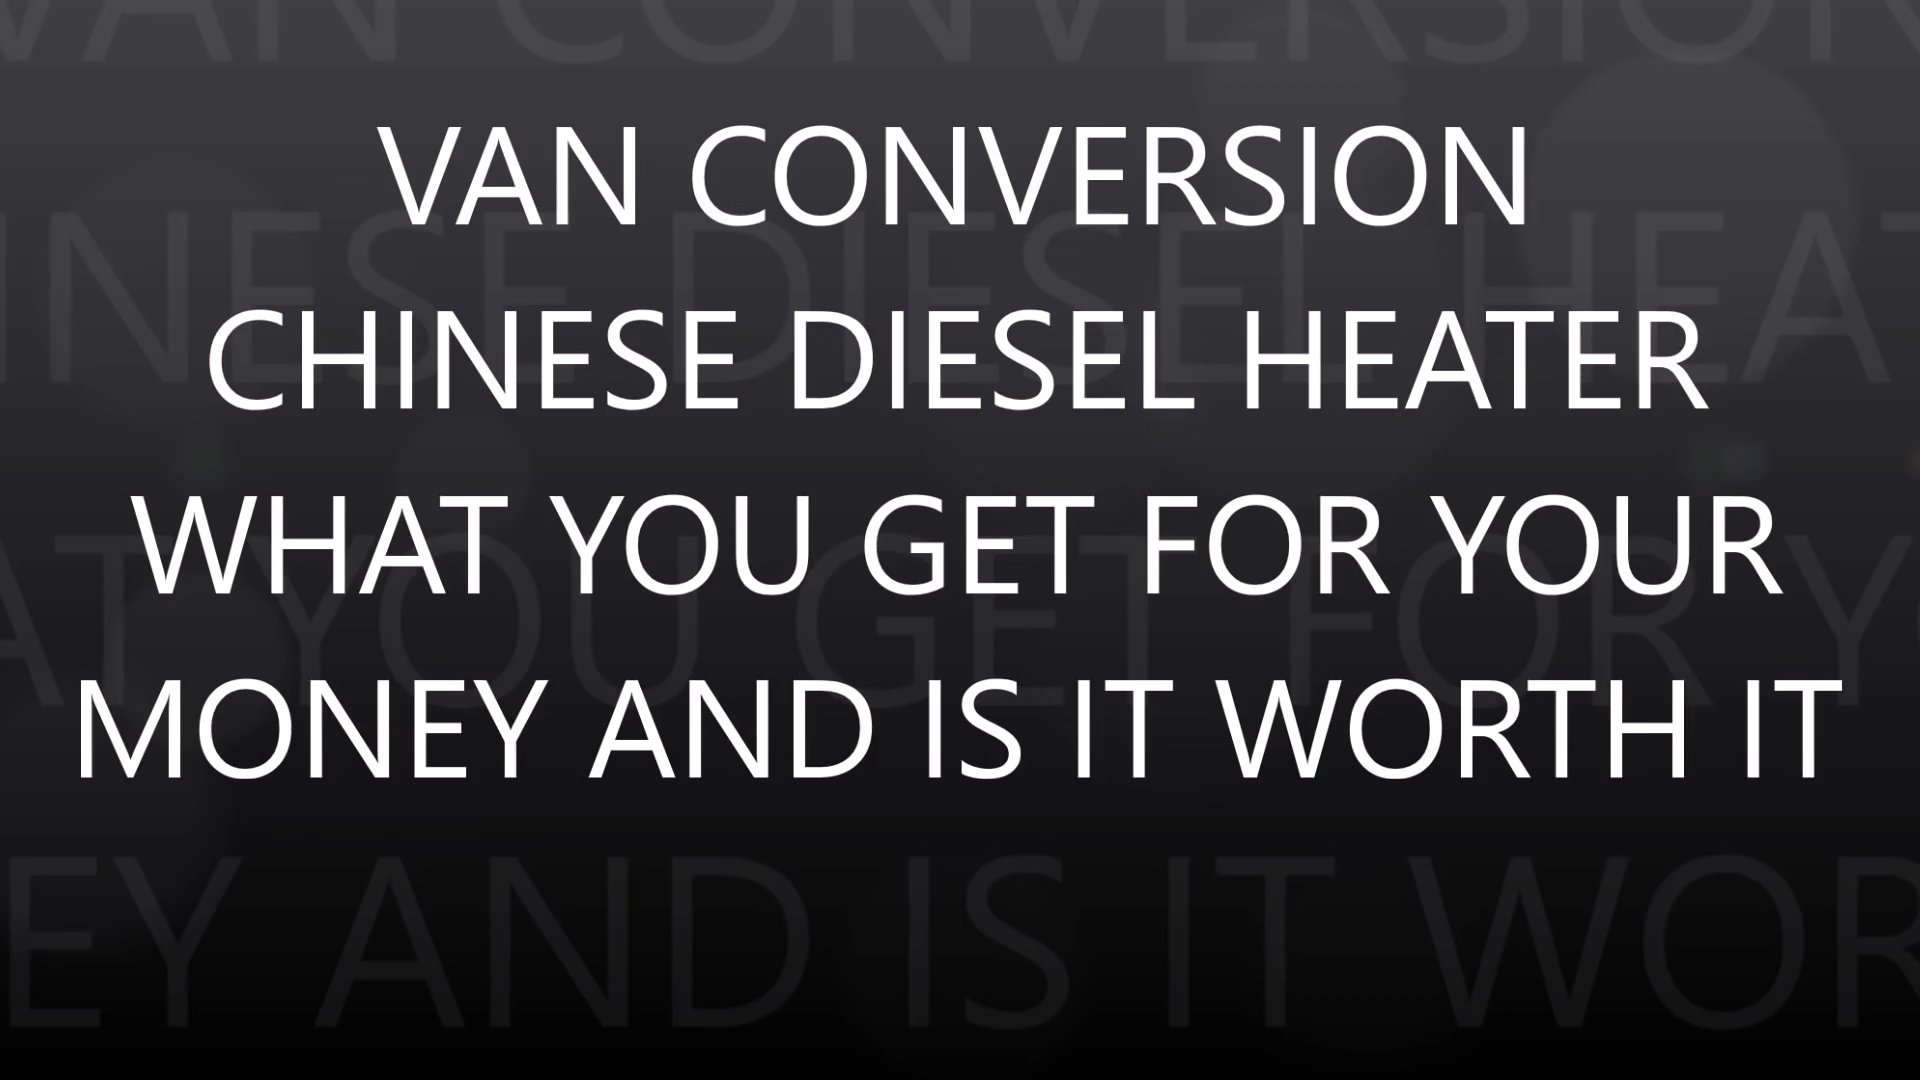 VAN CONVERSION
CHINESE DIESEL HEATER
WHAT YOU GET FOR YOUR
MONEY AND IS IT WORTH IT